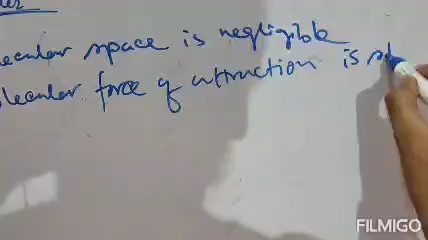 ecular space is negligible
lecular force of attraction is
FILMIGO